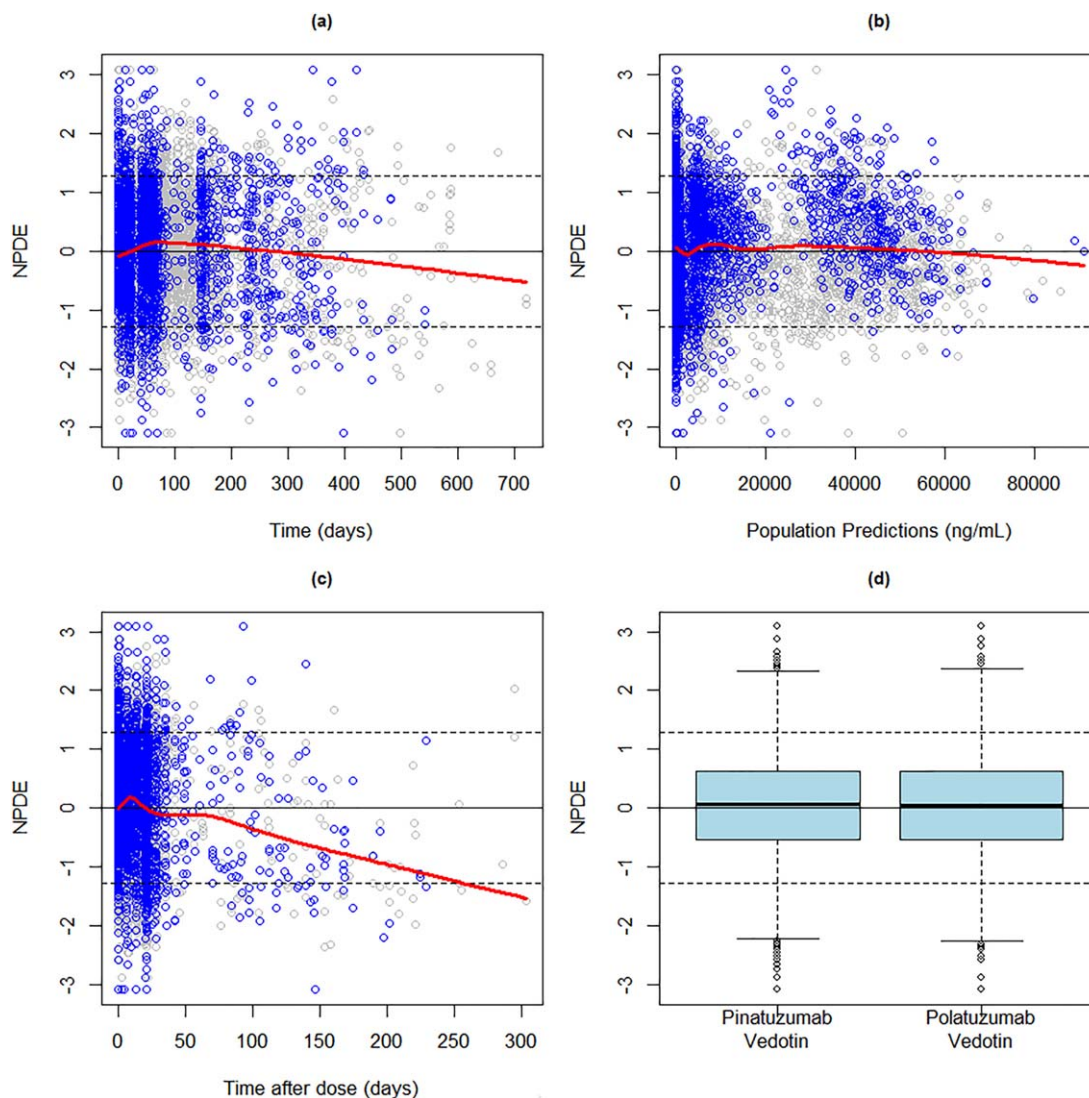 (a)
3
2
1
0
-1
-2
-3
NPDE
0 100 200 300 400 500 600 700
Time (days)
(b)
3
2
1
0
-1
-2
-3
NPDE
0 20000 40000 60000 80000
Population Predictions (ng/mL)
(c)
3
2
1
0
-1
-2
-3
NPDE
0 50 100 150 200 250 300
Time after dose (days)
(d)
3
2
1
0
-1
-2
-3
NPDE
Pinatuzumab
Vedotin
Polatuzumab
Vedotin